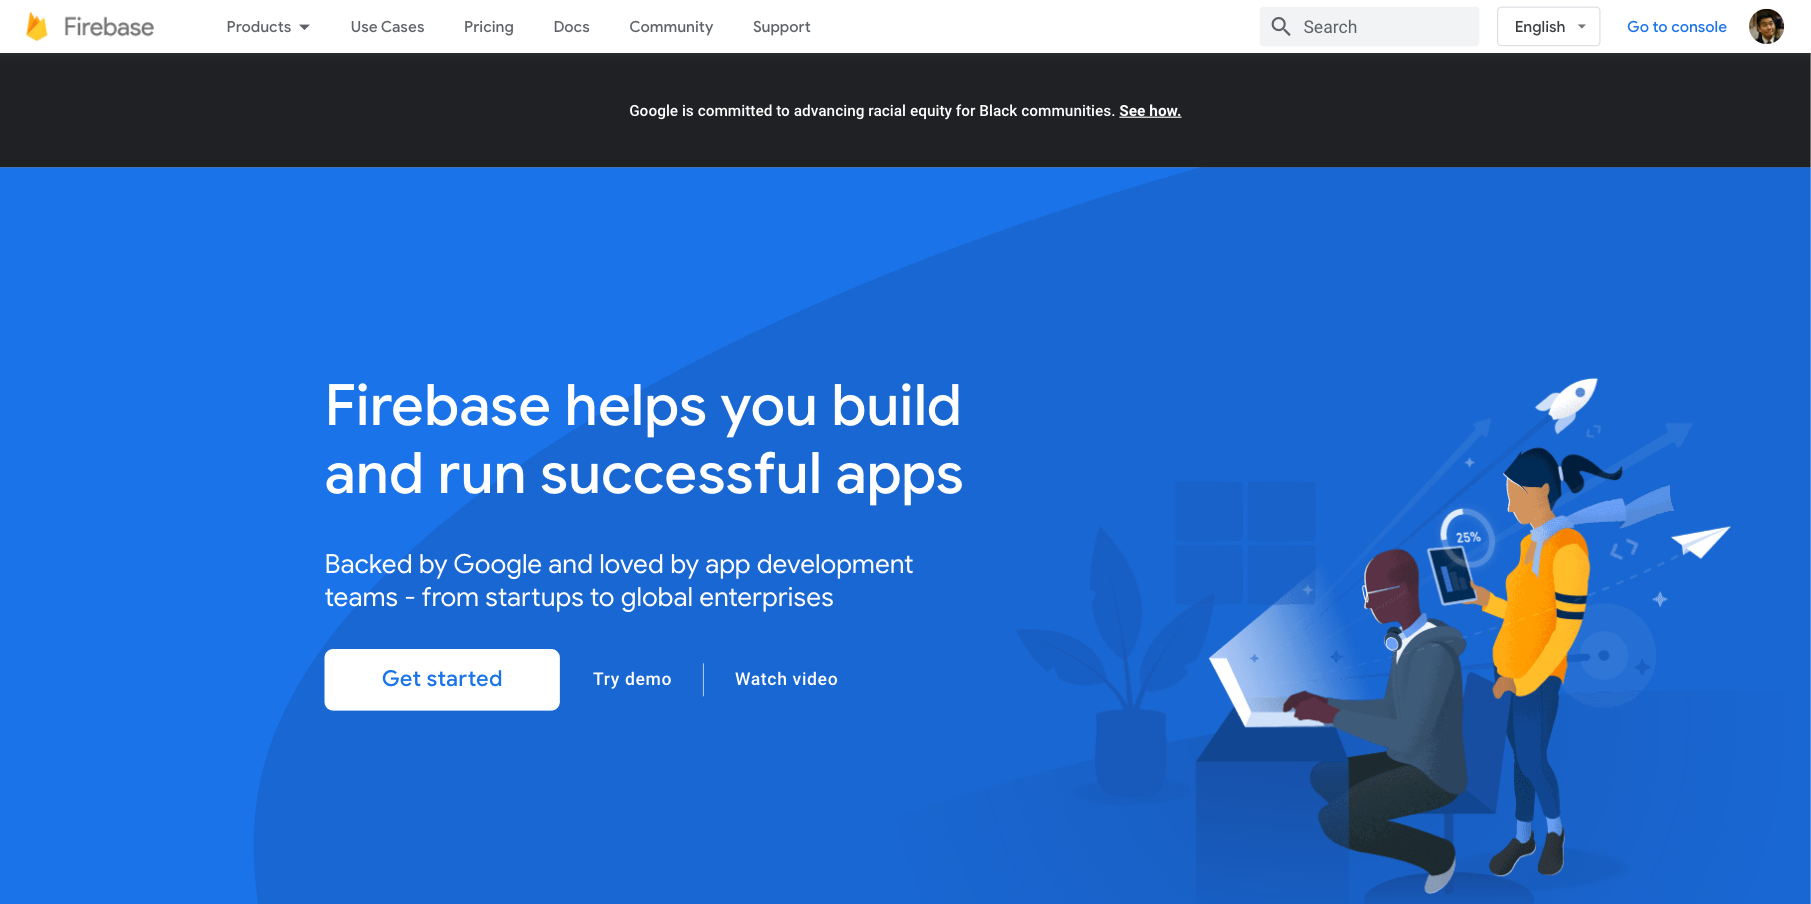 Firebase
Products
Use Cases
Pricing
Docs
Community
Support
Search
English
Go to console
Google is committed to advancing racial equity for Black communities. See how.
Firebase helps you build
and run successful apps
Backed by Google and loved by app development
teams - from startups to global enterprises
Get started
Try demo
Watch video
25%